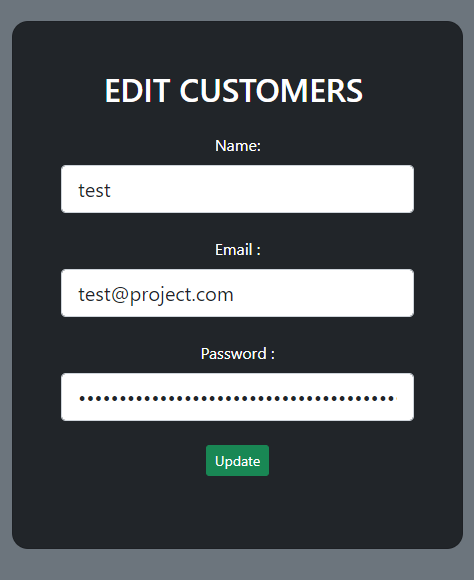 EDIT CUSTOMERS
Name:
test
Email :
test@project.com
Password :
••••••••••••••••••••••••••••••••••••••••
Update